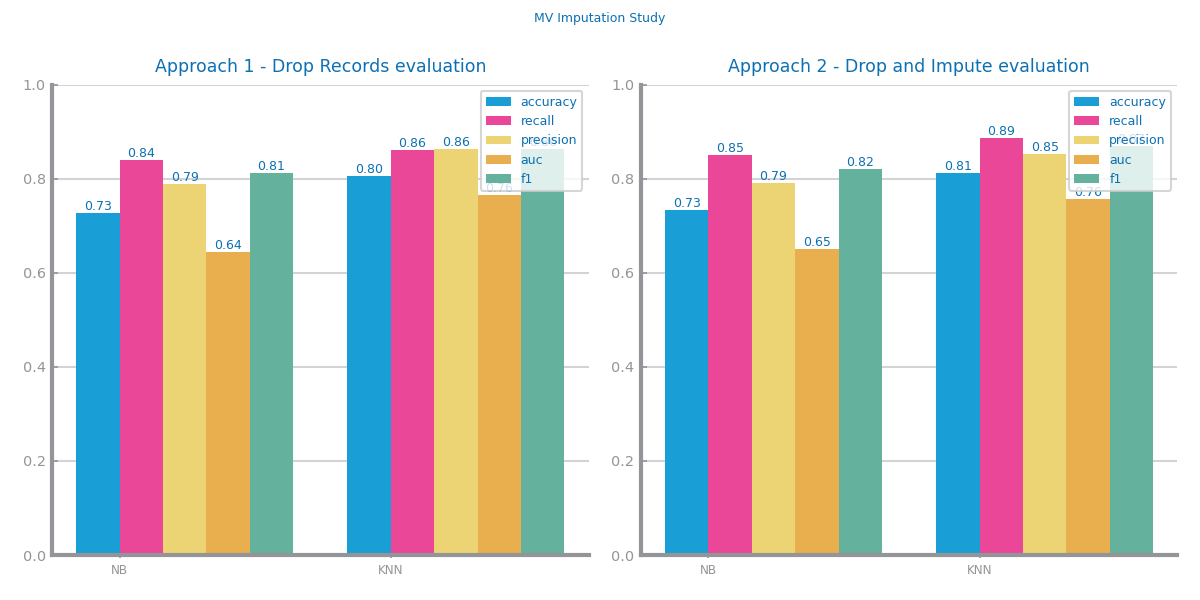 MV Imputation Study
Approach 1 - Drop Records evaluation
1.0
0.8
0.6
0.4
0.2
0.0
accuracy
recall
precision
auc
f1
0.73
0.84
0.79
0.64
0.81
0.80
0.86
0.86
0.76
NB
KNN
Approach 2 - Drop and Impute evaluation
1.0
0.8
0.6
0.4
0.2
0.0
accuracy
recall
precision
auc
f1
0.73
0.85
0.79
0.65
0.82
0.81
0.89
0.85
0.76
NB
KNN